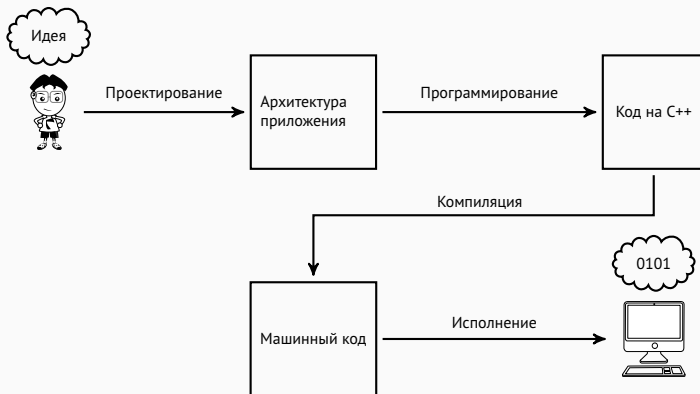 Идея
Проектирование
Архитектура
приложения
Программирование
Код на C++
Компиляция
0101
Машинный код
Исполнение